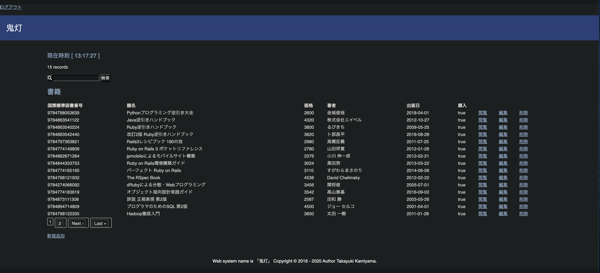 ログアウト
鬼灯
現在時刻 [ 13:17:27 ]
15 records
検索
書籍
国際標準図書番号 題名 価格 著者 出版日 購入
9784798053639 Pythonプログラミング逆引き大全 2600 金城俊哉 2018-04-01 true 閲覧 編集 削除
9784863541122 Java逆引きハンドブック 4320 株式会社エイベル 2012-10-27 true 閲覧 編集 削除
9784863540224 Ruby逆引きハンドブック 3800 るびきち 2009-05-25 true 閲覧 編集 削除
9784863542440 改訂2版 Ruby逆引きハンドブック 3820 卜部昌平 2018-08-28 true 閲覧 編集 削除
9784797363821 Rails3レシピブック 190の技 2980 高橋征義 2011-07-01 true 閲覧 編集 削除
9784774149806 Ruby on Rails 3 ポケットリファレンス 2780 山田祥寛 2012-01-25 true 閲覧 編集 削除
9784862671264 jpmobileによるモバイルサイト構築 2379 小川 伸一郎 2012-02-21 true 閲覧 編集 削除
9784844333753 Ruby on Rails環境構築ガイド 3024 黒田努 2013-03-22 true 閲覧 編集 削除
9784774165165 パーフェクト Ruby on Rails 3110 すがわらまさのり 2014-06-06 true 閲覧 編集 削除
9784798121932 The RSpec Book 4536 David Chelimsky 2012-02-22 true 閲覧 編集 削除
9784274066092 dRubyによる分散・Webプログラミング 3456 関将俊 2005-07-01 true 閲覧 編集 削除
9784774183619 オブジェクト指向設計実践ガイド 3542 髙山泰基 2016-09-02 true 閲覧 編集 削除
9784873111308 詳説 正規表現 第2版 2587 田和 勝 2003-05-26 true 閲覧 編集 削除
9784894714809 プログラマのためのSQL 第2版 4500 ジョー セルコ 2001-04-01 true 閲覧 編集 削除
9784798122335 Hadoop徹底入門 3800 太田 一樹 2011-01-28 true 閲覧 編集 削除
1 2 Next › Last »
新規追加
Web system name is 「鬼灯」 Copyright © 2018 - 2020 Author Takayuki Kamiyama.